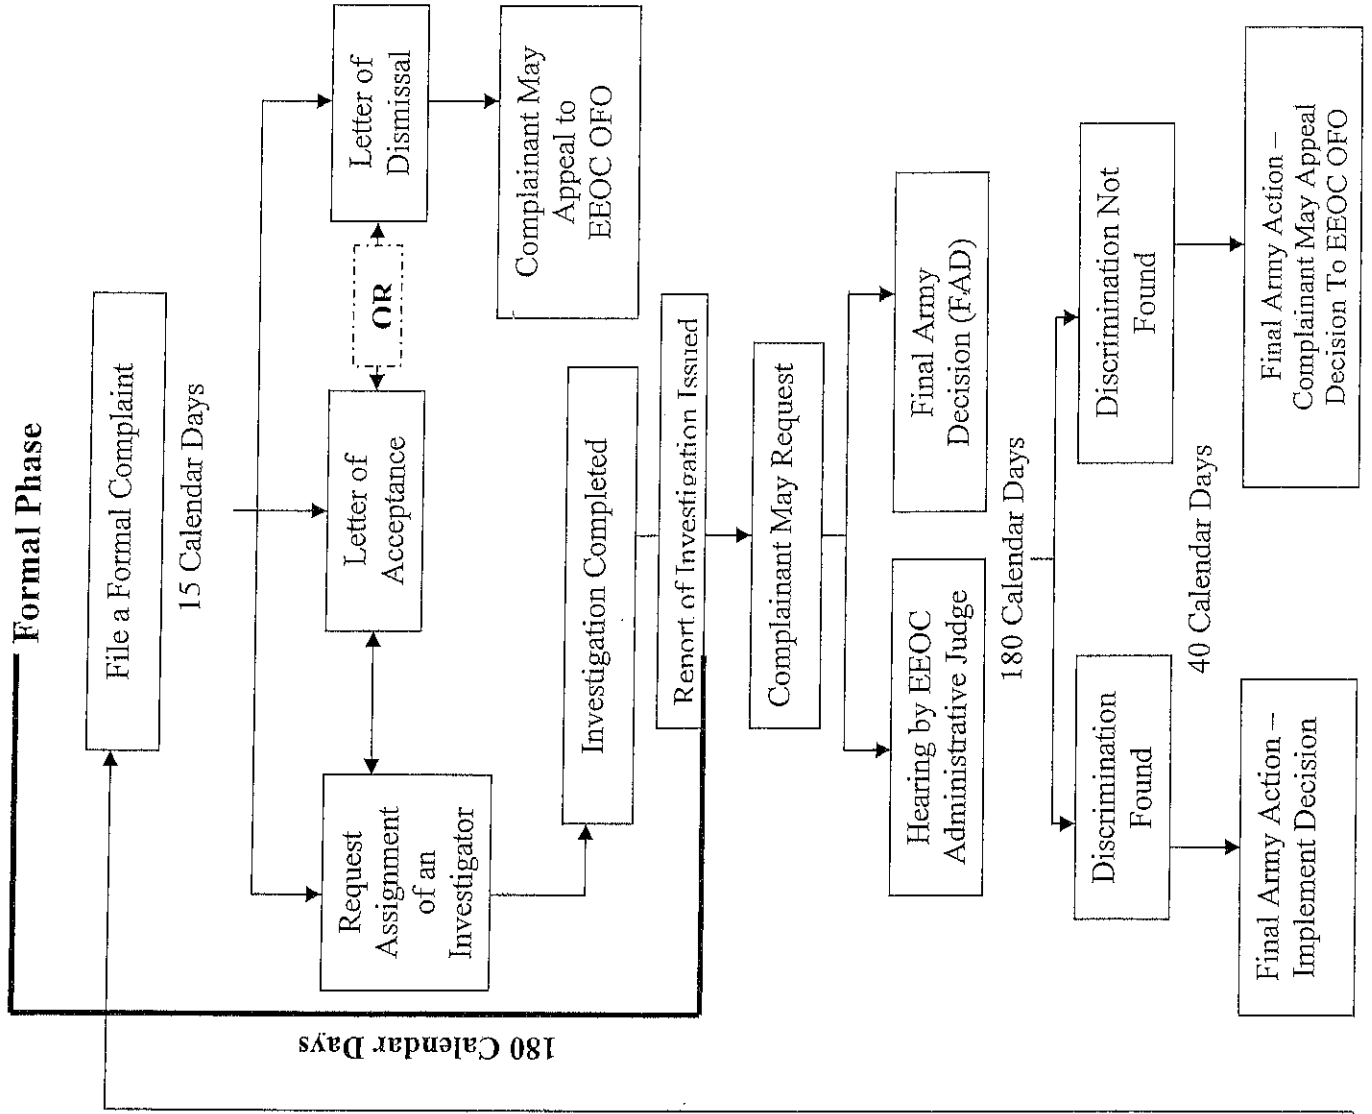 Formal Phase
File a Formal Complaint
15 Calendar Days
Request
Assignment
of an
Investigator
Letter of
Acceptance
OR
Letter of
Dismissal
Complainant May
Appeal to
EEOC OFO
Investigation Completed
Report of Investigation Issued
180 Calendar Days
Complainant May Request
Hearing by EEOC
Administrative Judge
Final Army
Decision (FAD)
180 Calendar Days
Discrimination
Found
Discrimination Not
Found
40 Calendar Days
Final Army Action –
Implement Decision
Final Army Action –
Complainant May Appeal
Decision To EEOC OFO